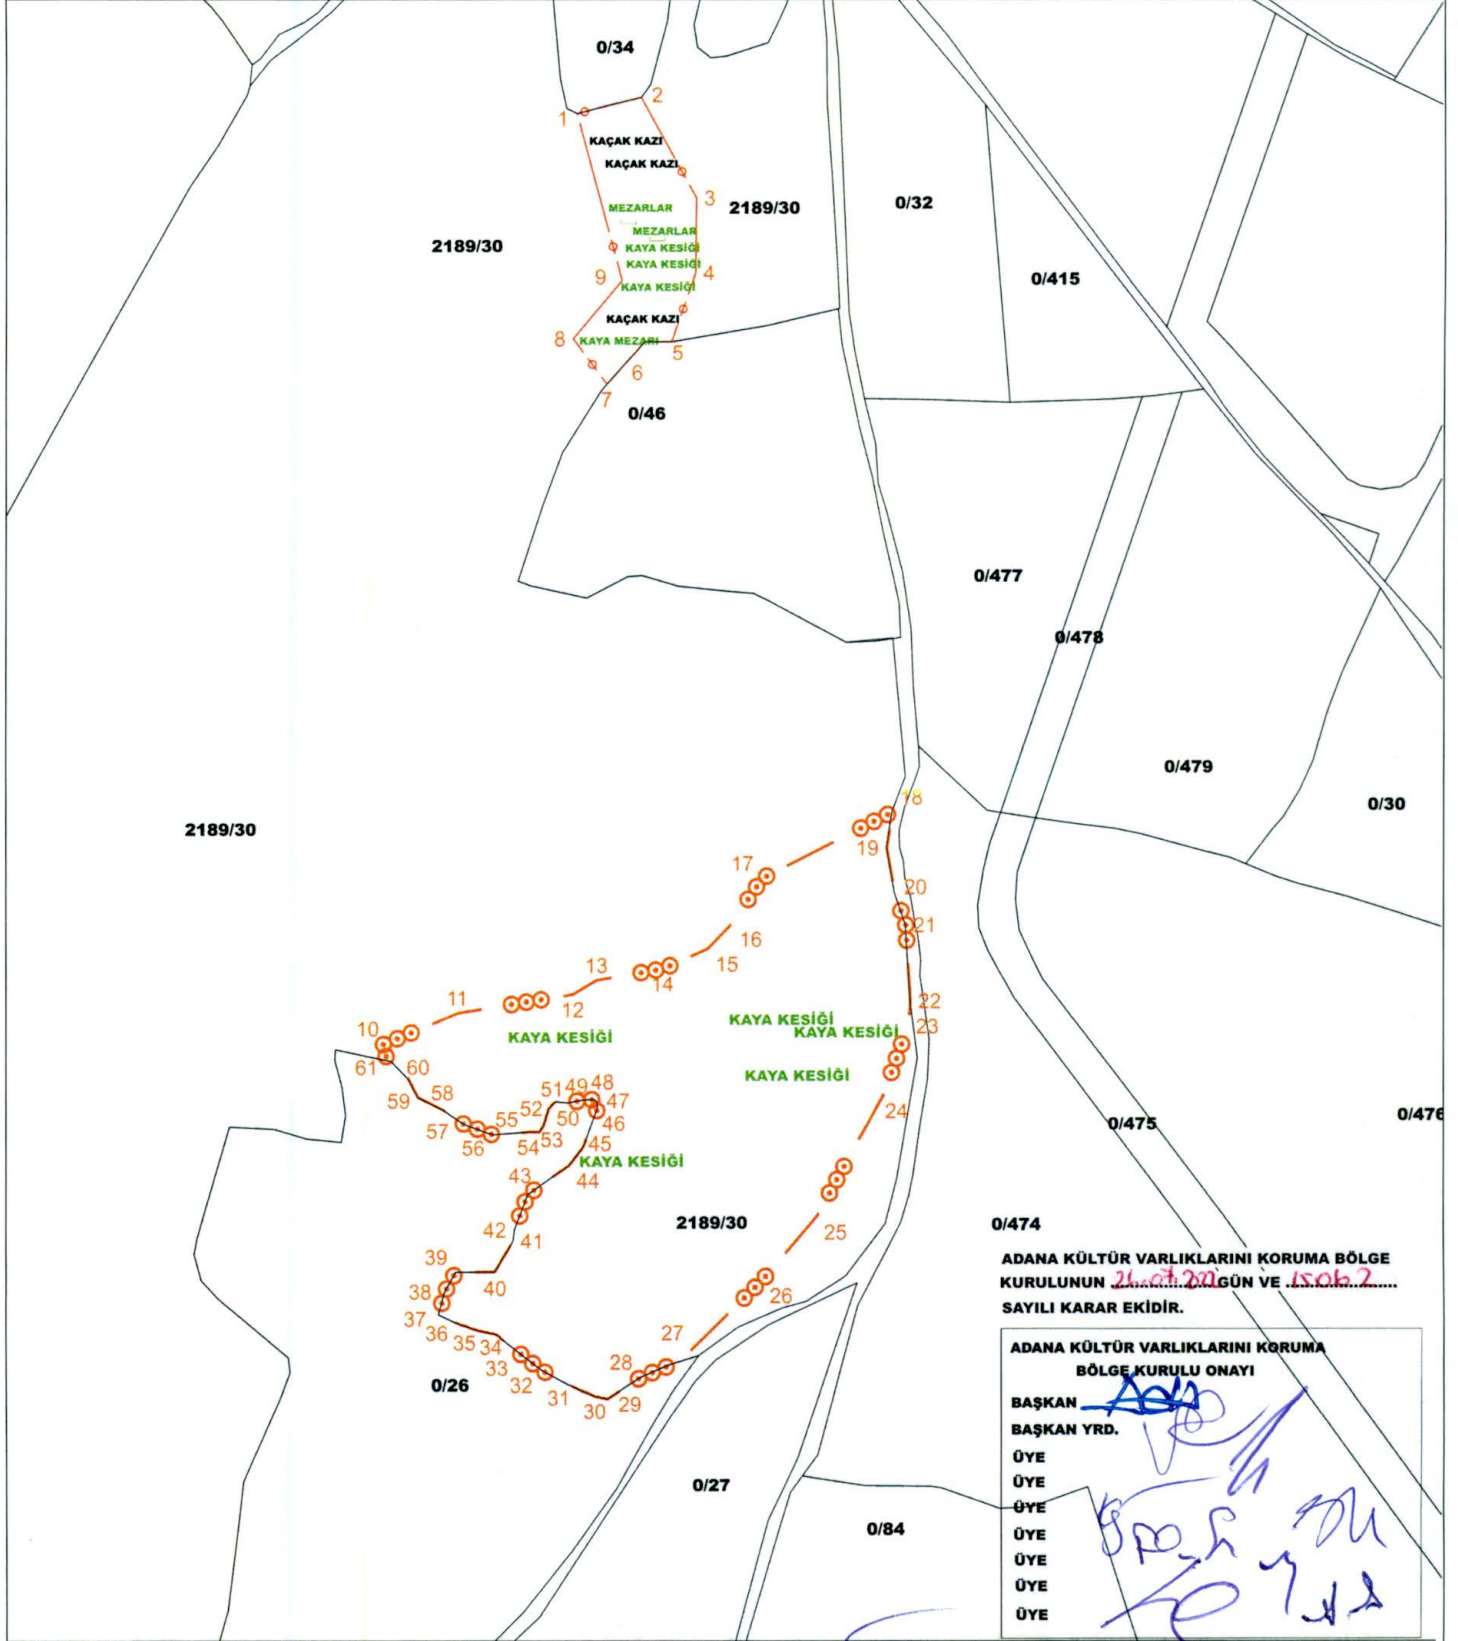 0/34
2
1
KAÇAK KAZI
KAÇAK KAZI
3
MEZARLAR
2189/30
0/32
MEZARLAR
2189/30
KAYA KESİĞİ
KAYA KESİĞİ
4
9
0/415
KAYA KESİĞİ
KAÇAK KAZI
8
KAYA MEZARI
5
6
7
0/46
0/477
0/478
0/479
18
0/30
2189/30
19
17
20
21
16
15
13
14
11
12
22
KAYA KESİĞİ
23
KAYA KESİĞİ
10
KAYA KESİĞİ
61
60
KAYA KESİĞİ
58
51
49
48
59
52
50
47
24
0/476
57
55
46
0/475
56
54
53
45
KAYA KESİĞİ
44
43
2189/30
0/474
42
41
25
39
40
38
26
37
36
35
34
27
33
28
32
0/26
31
29
30
0/27
0/84
ADANA KÜLTÜR VARLIKLARINI KORUMA BÖLGE
KURULUNUN GÜN VE 15062
SAYILI KARAR EKİDİR.
ADANA KÜLTÜR VARLIKLARINI KORUMA
BÖLGE KURULU ONAYI
BAŞKAN
BAŞKAN YRD.
ÜYE
ÜYE
ÜYE
ÜYE
ÜYE
ÜYE
ÜYE